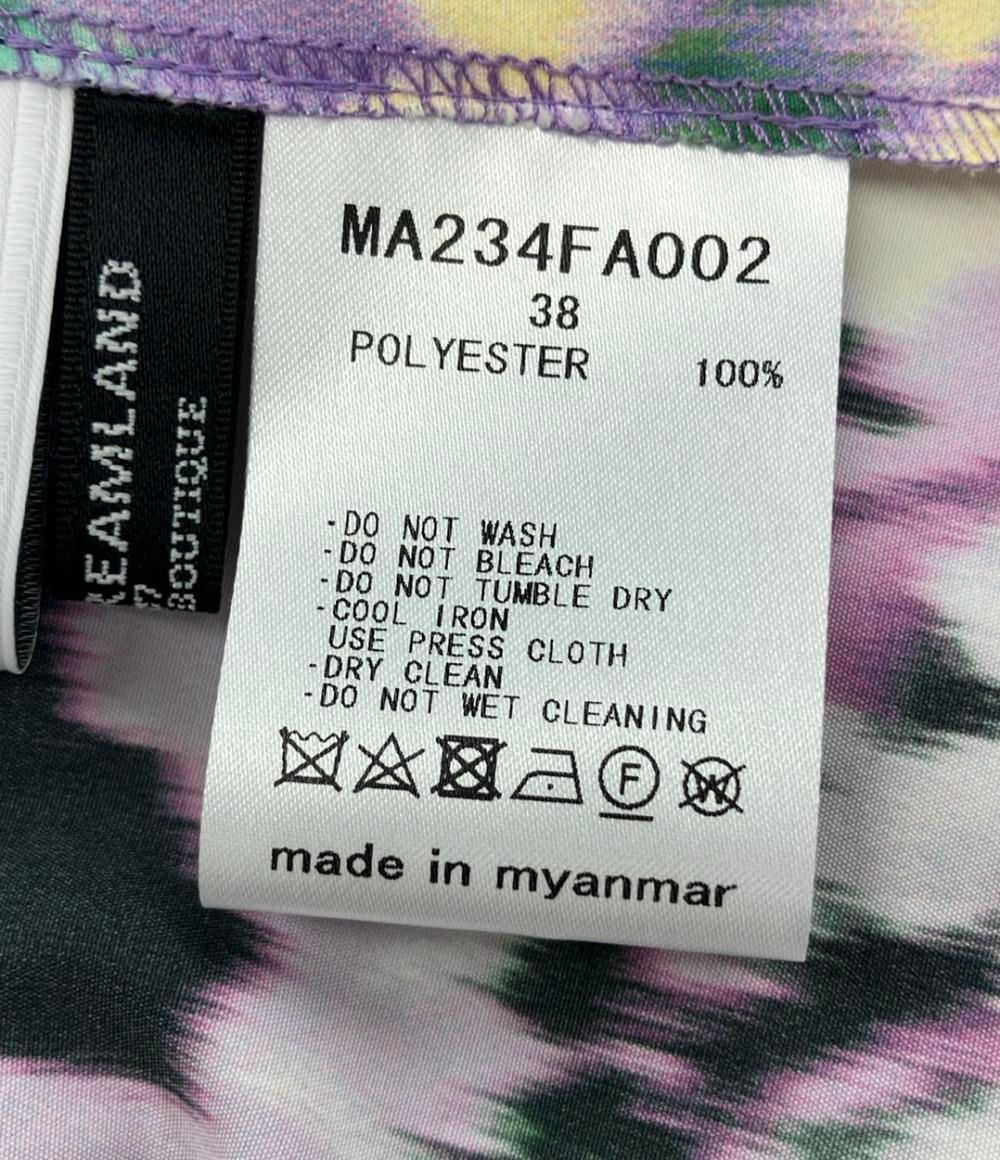 MA234FA002
38
POLYESTER 100%
-DO NOT WASH
-DO NOT BLEACH
-DO NOT TUMBLE DRY
-COOL IRON
USE PRESS CLOTH
-DRY CLEAN
-DO NOT WET CLEANING
F W
made in myanmar
EAMLAND
BOUTIQUE